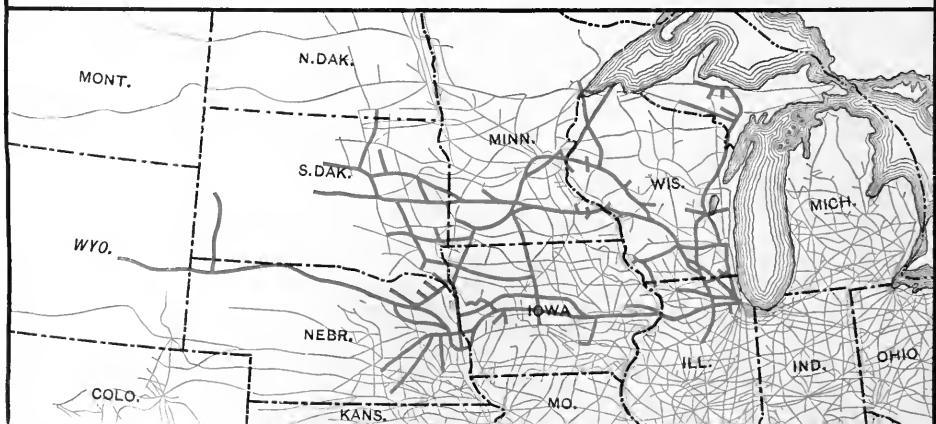 N.DAK.
MONT.
MINN.
S.DAK.
WIS.
MICH.
WYO.
IOWA
NEBR.
ILL.
IND.
OHIO
COLO.
MO.
KANS.